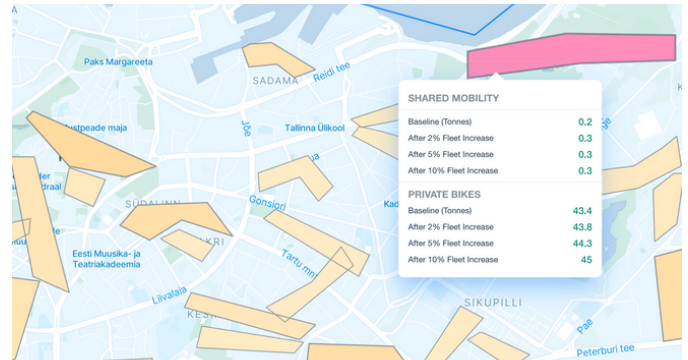 Paks Margareeta
SADAMA
Reidi tee
Tallinna Ülikool
Jõe
Gonsiori
SÜDALINN
Eesti Muusika- ja
Teatriakadeemia
Tartu mnt
Liivalaia
SIKUPILLI
Pae
Peterburi tee
SHARED MOBILITY
Baseline (Tonnes) 0.2
After 2% Fleet Increase 0.3
After 5% Fleet Increase 0.3
After 10% Fleet Increase 0.3
PRIVATE BIKES
Baseline (Tonnes) 43.4
After 2% Fleet Increase 43.8
After 5% Fleet Increase 44.3
After 10% Fleet Increase 45